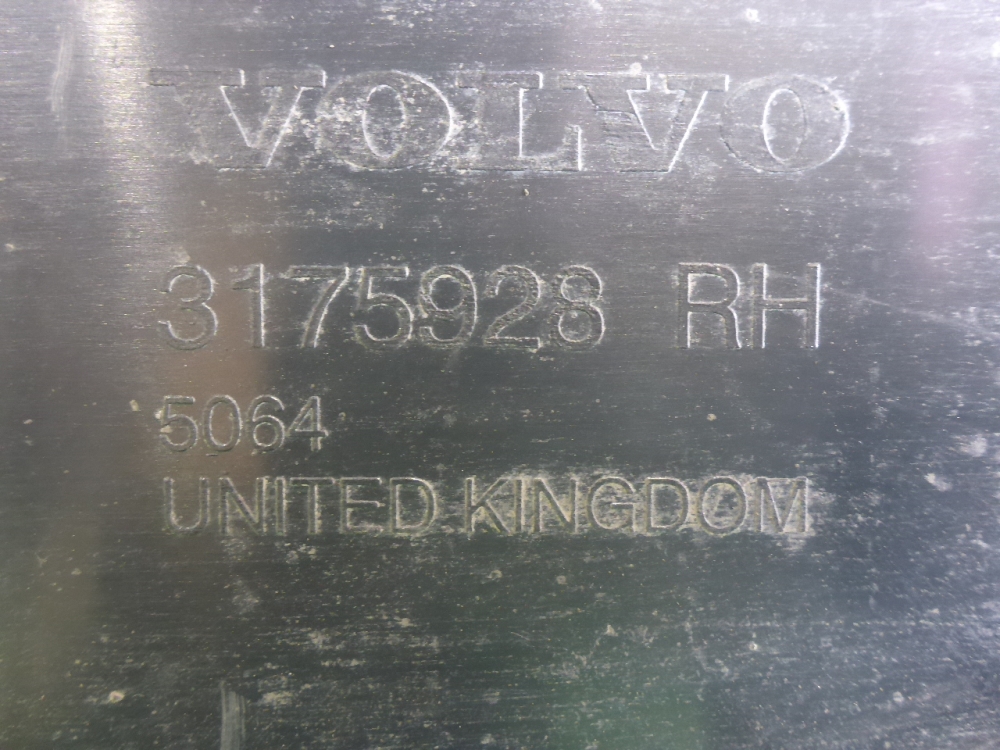 VOLVO
3175928 RH
5064
UNITED KINGDOM